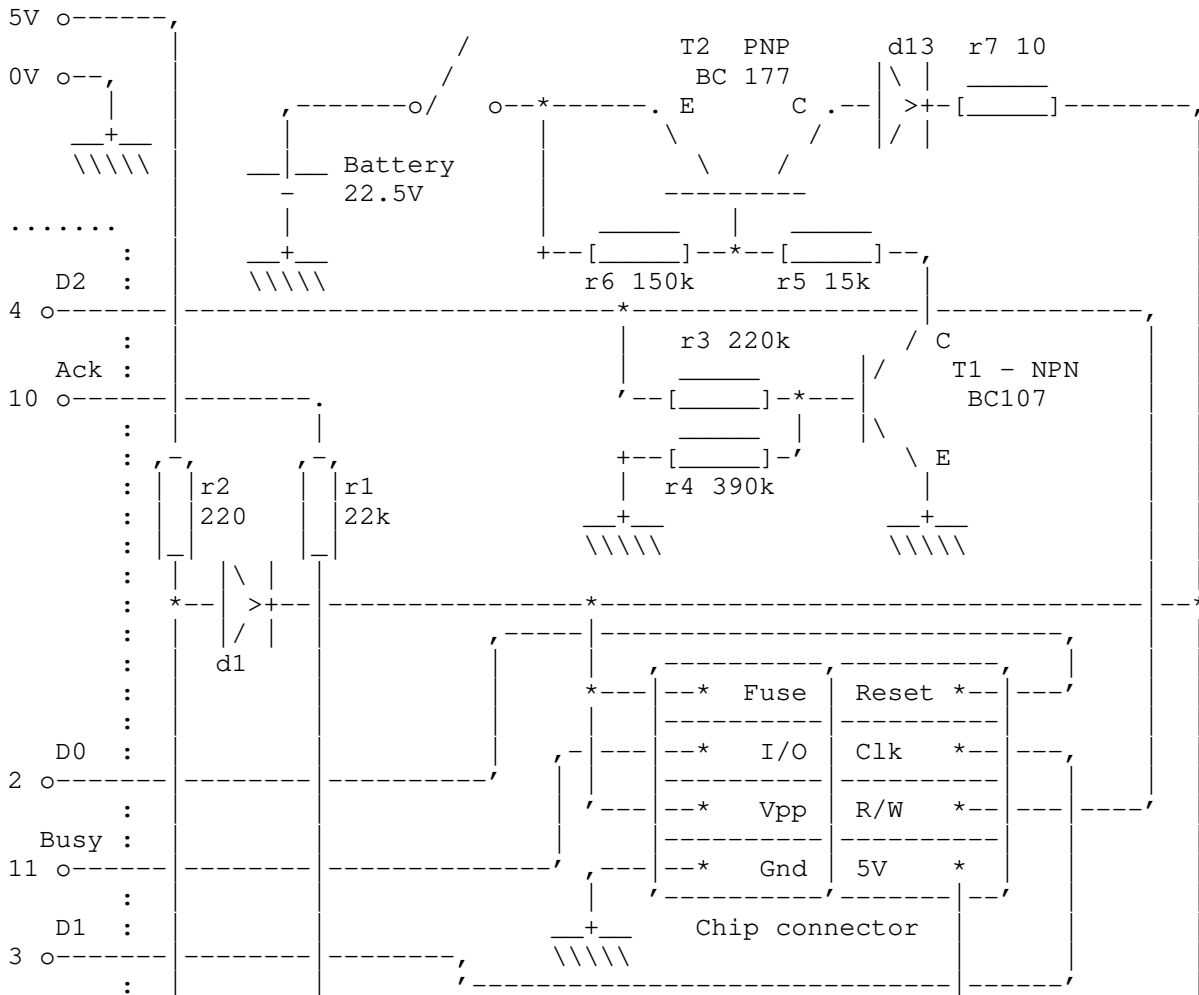 5V
T2 PNP d13 r7 10
0V BC 177
E C
Battery
22.5V
D2 r6 150k r5 15k
4
r3 220k C
Ack T1 - NPN
10 BC107
E
r2 r1 r4 390k
220 22k
d1
Fuse Reset
D0 I/O Clk
2
Vpp R/W
Busy
11 Gnd 5V
D1 Chip connector
3